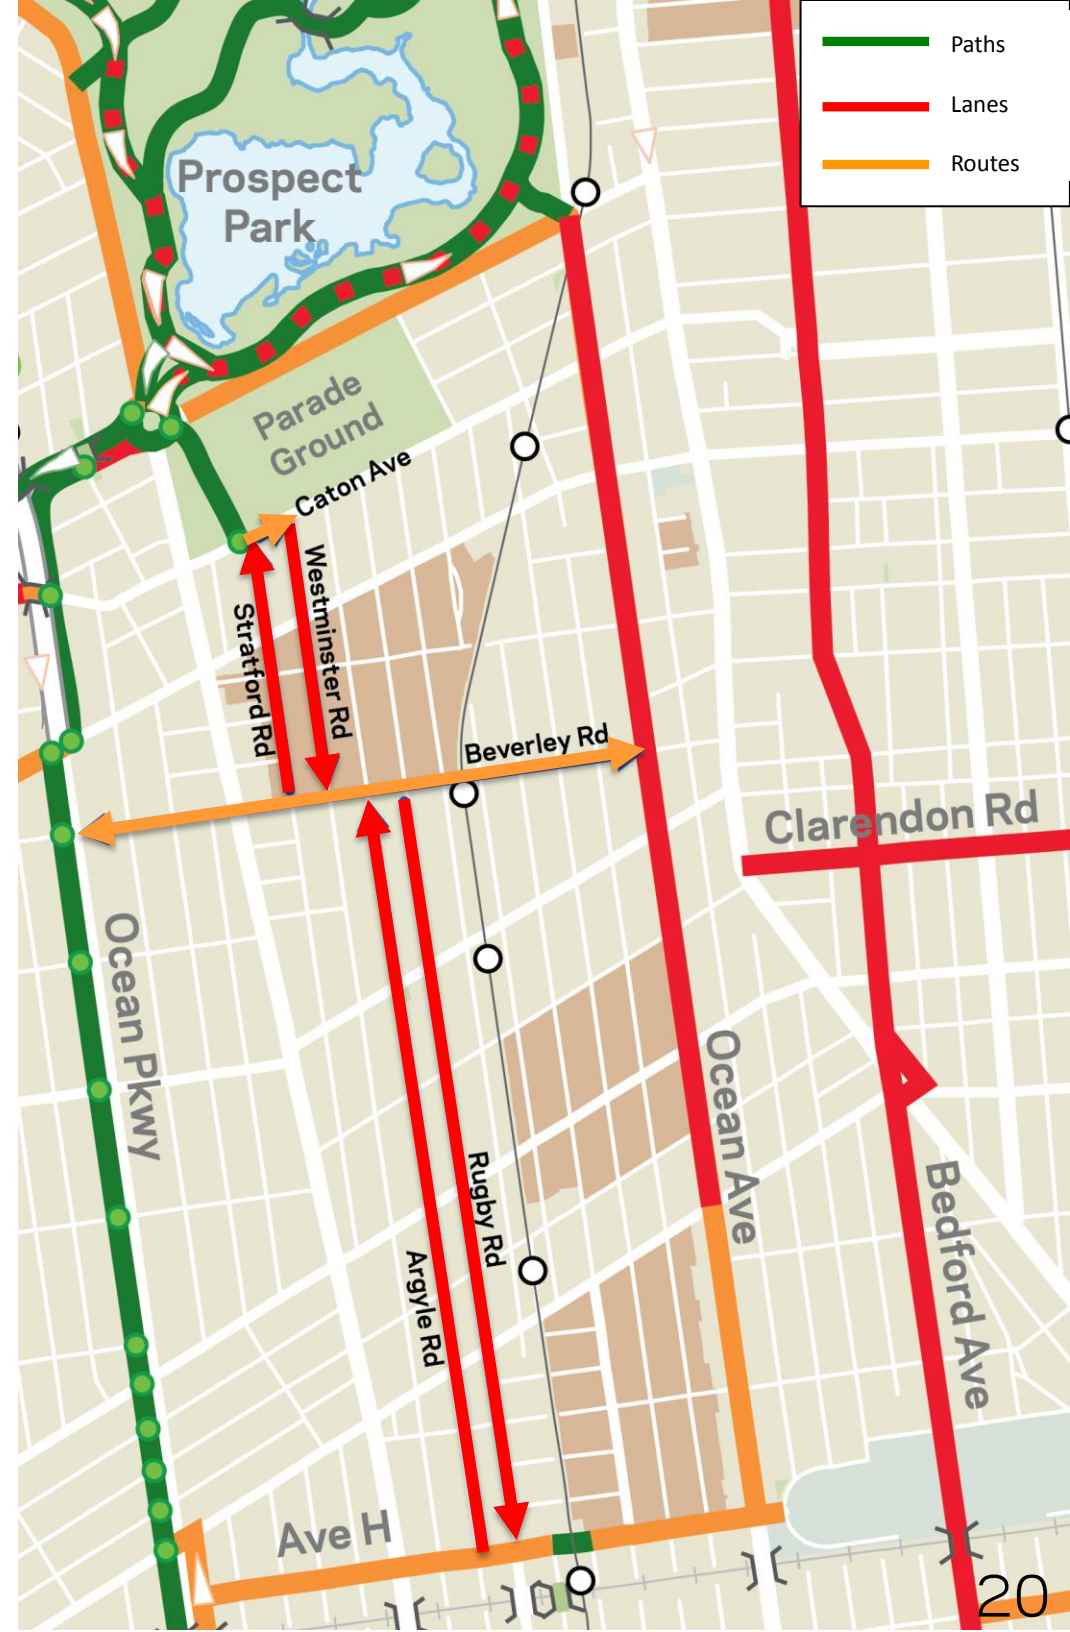 Paths
Lanes
Routes
Prospect
Park
Parade
Ground
Caton Ave
Westminster Rd
Stratford Rd
Beverley Rd
Clarendon Rd
Ocean Pkwy
Ocean Ave
Rugby Rd
Argyle Rd
Bedford Ave
Ave H
20